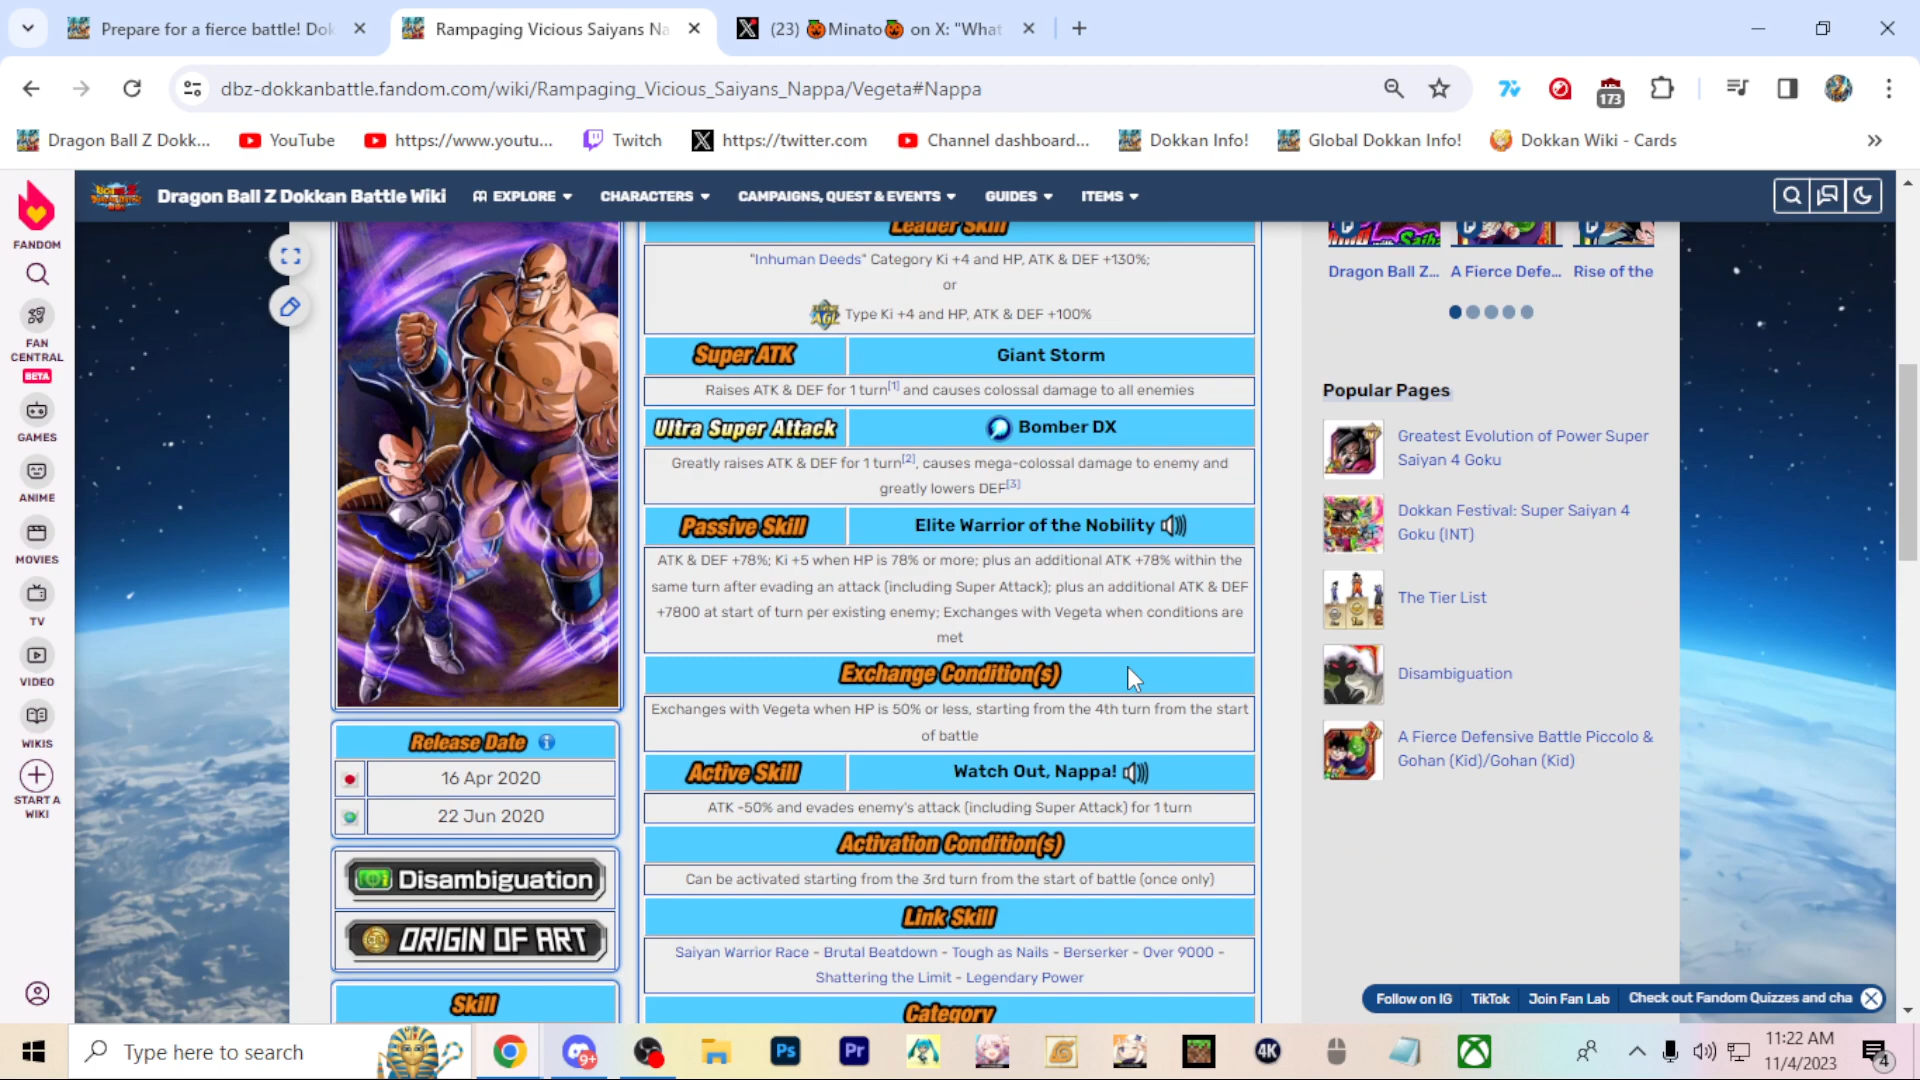 Prepare for a fierce battle! Dok
Rampaging Vicious Saiyans Na
(23) 🎃Minato🎃 on X: "What
dbz-dokkanbattle.fandom.com/wiki/Rampaging_Vicious_Saiyans_Nappa/Vegeta#Nappa
173
Dragon Ball Z Dokk...
YouTube
https://www.youtu...
Twitch
https://twitter.com
Channel dashboard...
Dokkan Info!
Global Dokkan Info!
Dokkan Wiki - Cards
Dragon Ball Z Dokkan Battle Wiki
EXPLORE
CHARACTERS
CAMPAIGNS, QUEST & EVENTS
GUIDES
ITEMS
FANDOM
FAN
CENTRAL
BETA
GAMES
ANIME
MOVIES
TV
VIDEO
WIKIS
START A
WIKI
Leader Skill
"Inhuman Deeds" Category Ki +4 and HP, ATK & DEF +130%;
or
Type Ki +4 and HP, ATK & DEF +100%
Super ATK
Giant Storm
Raises ATK & DEF for 1 turn[1] and causes colossal damage to all enemies
Ultra Super Attack
Bomber DX
Greatly raises ATK & DEF for 1 turn[2], causes mega-colossal damage to enemy and
greatly lowers DEF[3]
Passive Skill
Elite Warrior of the Nobility
ATK & DEF +78%; Ki +5 when HP is 78% or more; plus an additional ATK +78% within the
same turn after evading an attack (including Super Attack); plus an additional ATK & DEF
+7800 at start of turn per existing enemy; Exchanges with Vegeta when conditions are
met
Exchange Condition(s)
Exchanges with Vegeta when HP is 50% or less, starting from the 4th turn from the start
of battle
Active Skill
Watch Out, Nappa!
ATK -50% and evades enemy's attack (including Super Attack) for 1 turn
Activation Condition(s)
Can be activated starting from the 3rd turn from the start of battle (once only)
Link Skill
Saiyan Warrior Race - Brutal Beatdown - Tough as Nails - Berserker - Over 9000 -
Shattering the Limit - Legendary Power
Category
Release Date
16 Apr 2020
22 Jun 2020
Disambiguation
ORIGIN OF ART
Skill
Dragon Ball Z...
A Fierce Defe...
Rise of the
Popular Pages
Greatest Evolution of Power Super
Saiyan 4 Goku
Dokkan Festival: Super Saiyan 4
Goku (INT)
The Tier List
Disambiguation
A Fierce Defensive Battle Piccolo &
Gohan (Kid)/Gohan (Kid)
Follow on IG
TikTok
Join Fan Lab
Check out Fandom Quizzes and cha
Type here to search
9+
Ps
Pr
4K
11:22 AM
11/4/2023
4